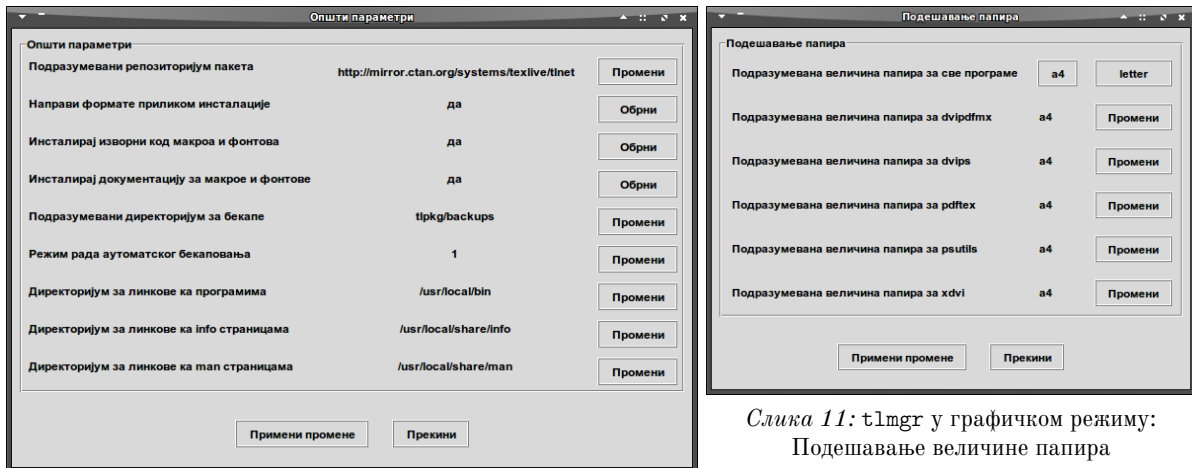 Општи параметри
Општи параметри
Подразумевани репозиторијум пакета http://mirror.ctan.org/systems/texlive/tlnet Промени
Направи формате приликом инсталације да Обрни
Инсталирај изворни код макроа и фонтова да Обрни
Инсталирај документацију за макрое и фонтове да Обрни
Подразумевани директоријум за бекапе tlpkg/backups Промени
Режим рада аутоматског бекаповања 1 Промени
Директоријум за линкове ка програмима /usr/local/bin Промени
Директоријум за линкове ка info страницама /usr/local/share/info Промени
Директоријум за линкове ка man страницама /usr/local/share/man Промени
Примени промене Прекини
Подешавање папира
Подешавање папира
Подразумевана величина папира за све програме a4 letter
Подразумевана величина папира за dvipdfmx a4 Промени
Подразумевана величина папира за dvips a4 Промени
Подразумевана величина папира за pdftex a4 Промени
Подразумевана величина папира за psutils a4 Промени
Подразумевана величина папира за xdvi a4 Промени
Примени промене Прекини
Слика 11: tlmgr у графичком режиму:
Подешавање величине папира